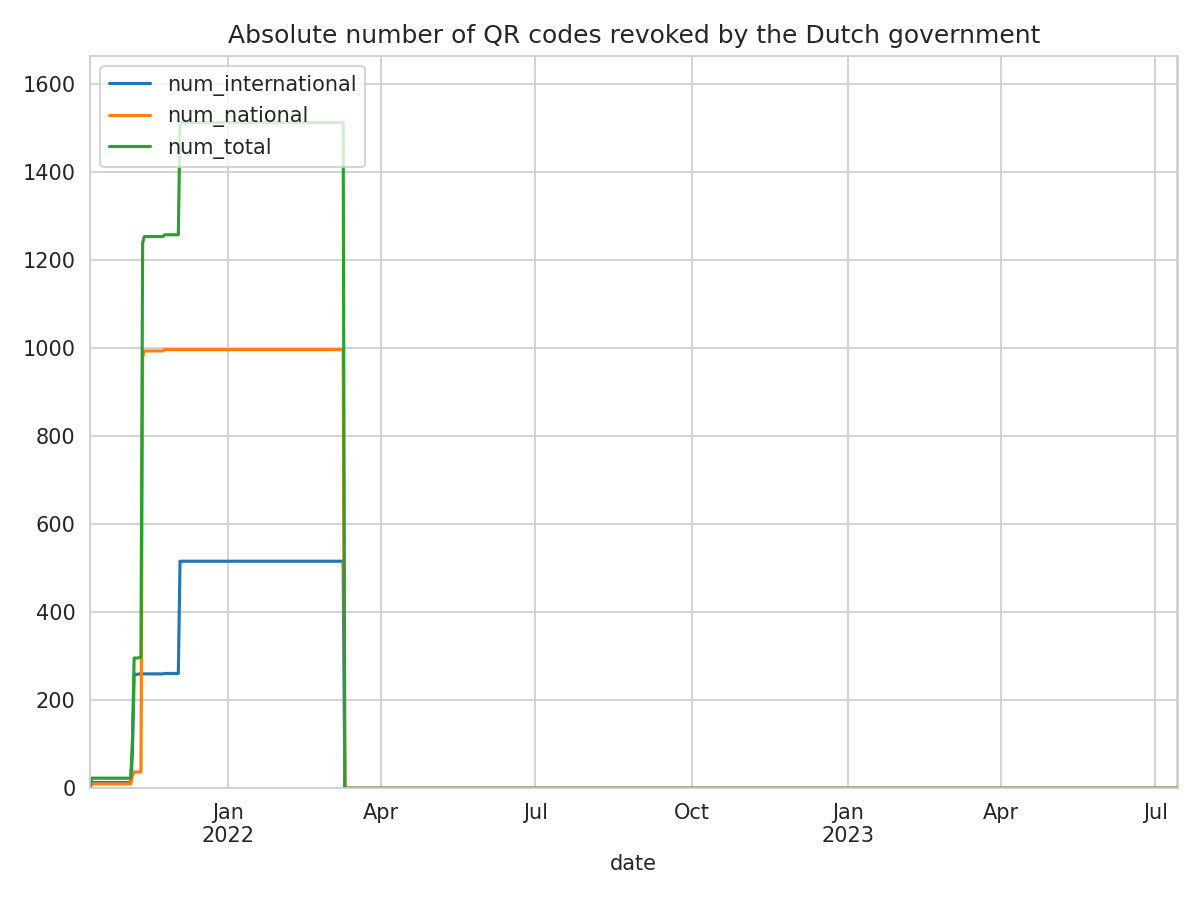 Absolute number of QR codes revoked by the Dutch government
num_international
num_national
num_total
1600
1400
1200
1000
800
600
400
200
0
Jan Apr Jul Oct Jan Apr Jul
2022 2023
date